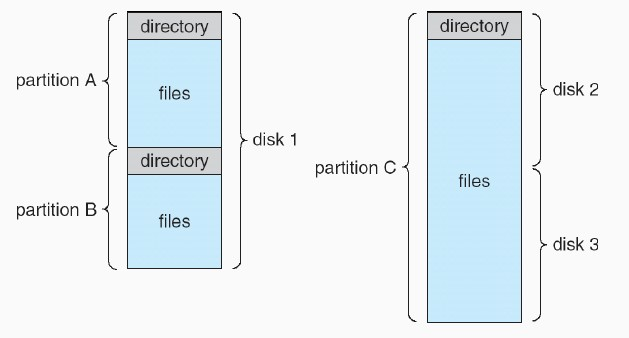 directory
partition A
files
disk 1
directory
partition B
files
directory
disk 2
partition C
files
disk 3